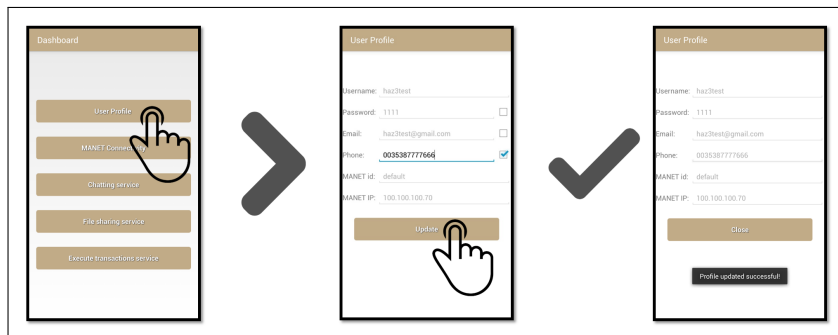 Dashboard
User Profile
MANET Connectivity
Chatting service
File sharing service
Execute transactions service
User Profile
Username: haz3test
Password: 1111
Email: haz3test@gmail.com
Phone: 0035387777666
MANET id: default
MANET IP: 100.100.100.70
Update
User Profile
Username: haz3test
Password: 1111
Email: haz3test@gmail.com
Phone: 0035387777666
MANET id: default
MANET IP: 100.100.100.70
Close
Profile updated successful!